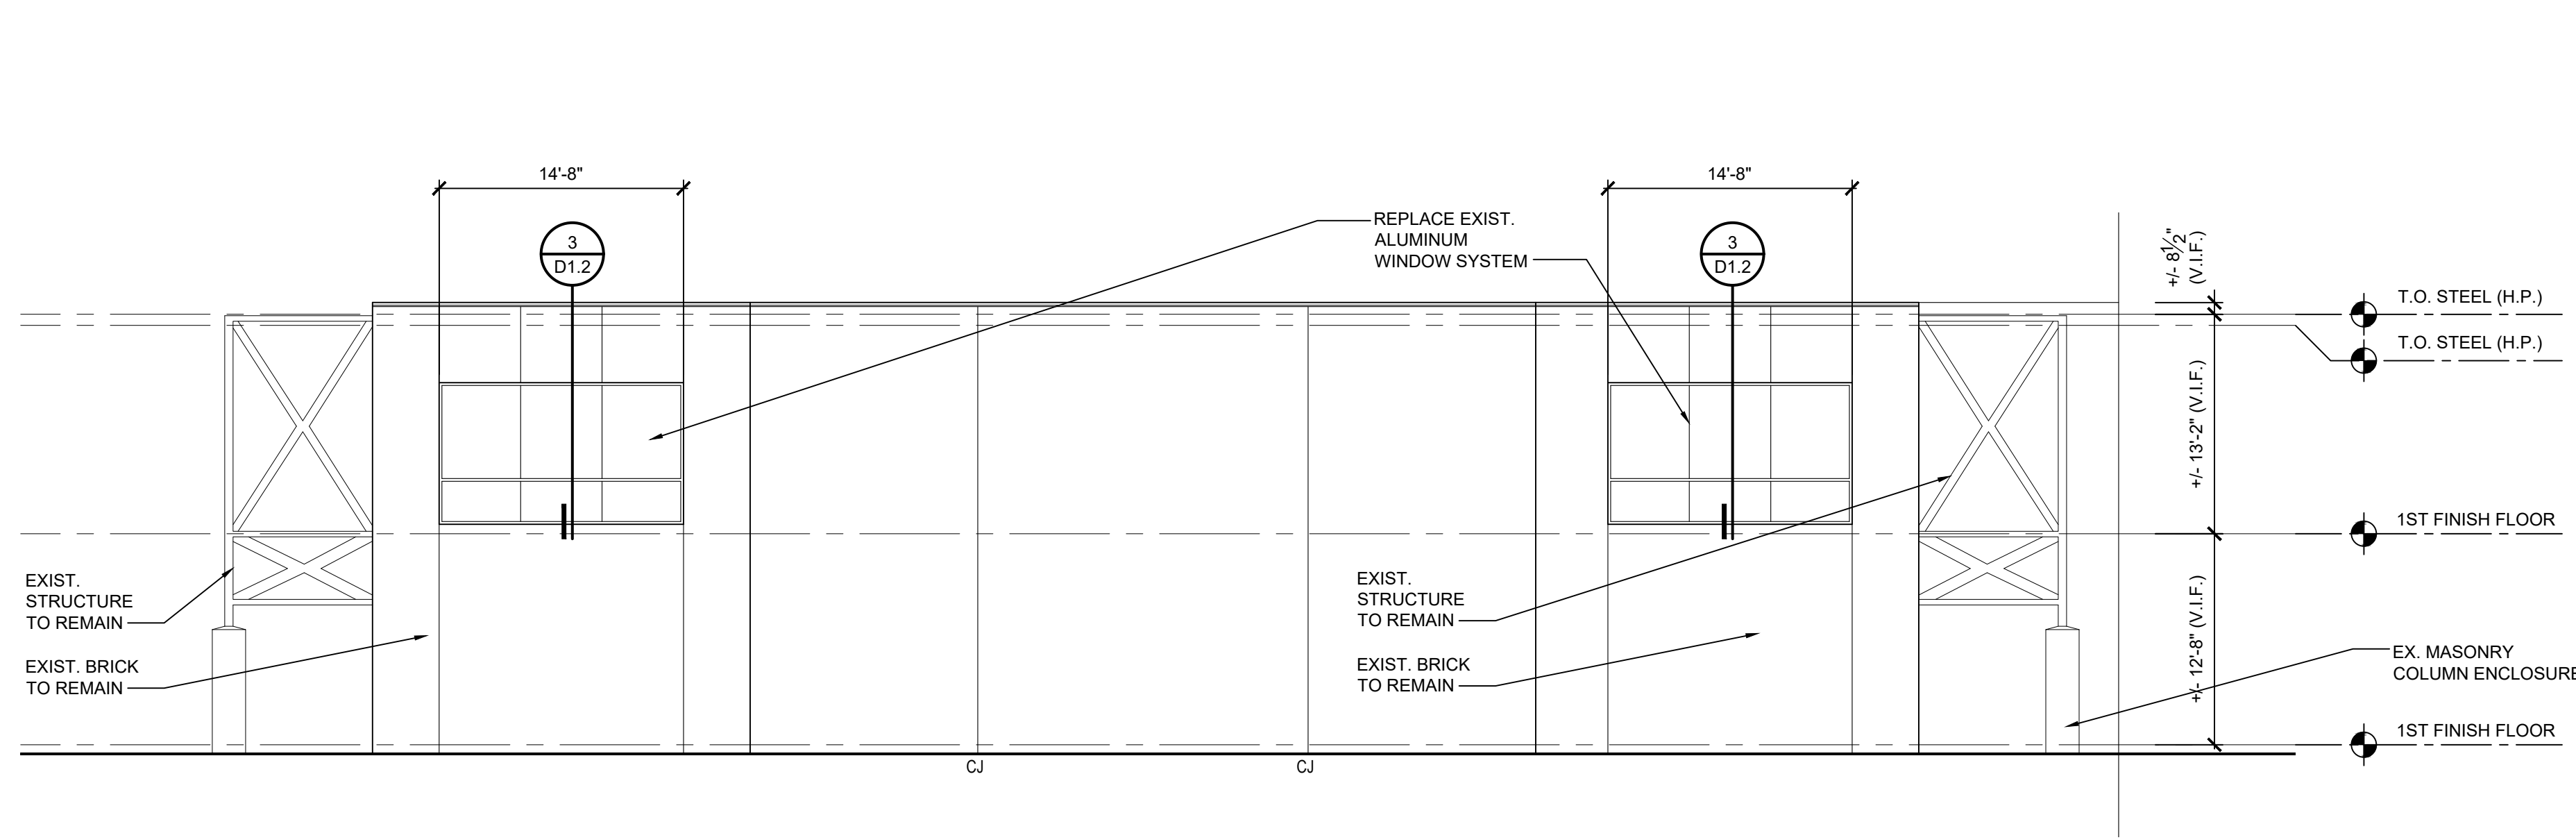 14'-8"
14'-8"
3
D1.2
3
D1.2
REPLACE EXIST.
ALUMINUM
WINDOW SYSTEM
+/- 8 1/2"
(V.I.F.)
T.O. STEEL (H.P.)
T.O. STEEL (H.P.)
+/- 13'-2" (V.I.F.)
1ST FINISH FLOOR
EXIST.
STRUCTURE
TO REMAIN
EXIST. BRICK
TO REMAIN
EXIST.
STRUCTURE
TO REMAIN
EXIST. BRICK
TO REMAIN
+/- 12'-8" (V.I.F.)
EX. MASONRY
COLUMN ENCLOSURE
1ST FINISH FLOOR
CJ
CJ